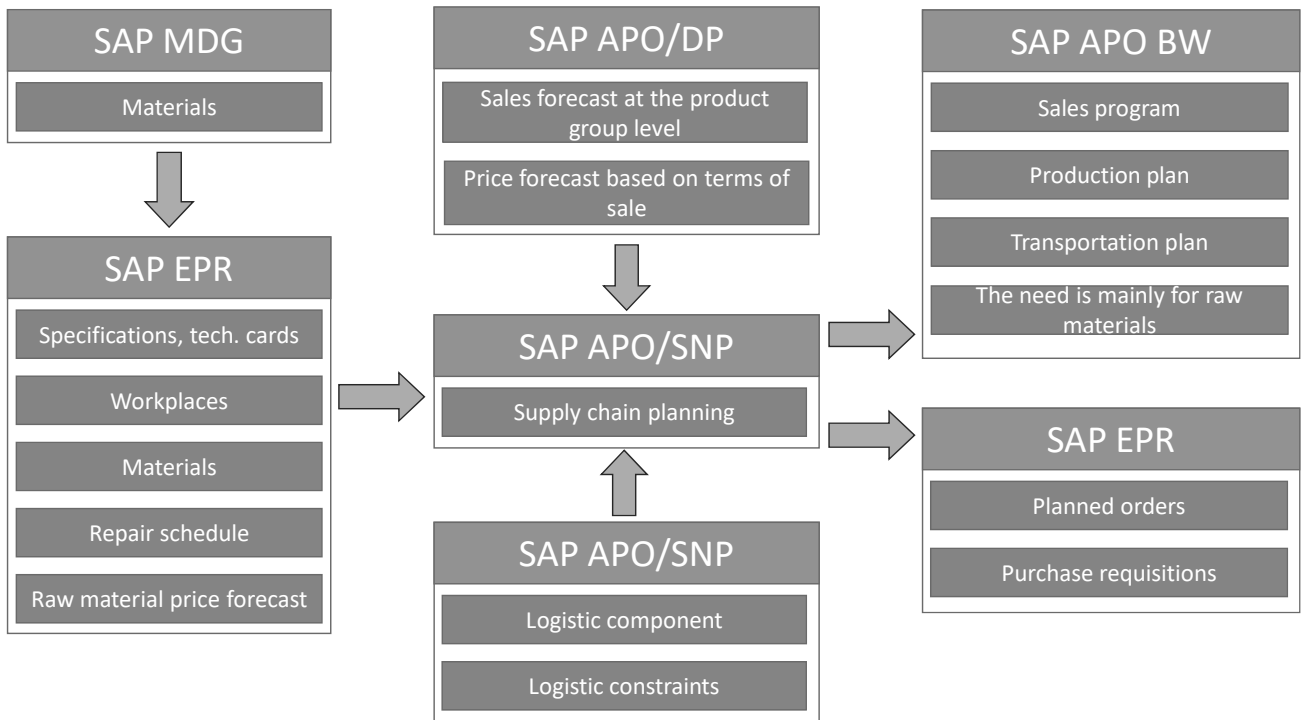 SAP MDG
Materials
SAP EPR
Specifications, tech. cards
Workplaces
Materials
Repair schedule
Raw material price forecast
SAP APO/DP
Sales forecast at the product
group level
Price forecast based on terms of
sale
SAP APO/SNP
Supply chain planning
SAP APO/SNP
Logistic component
Logistic constraints
SAP APO BW
Sales program
Production plan
Transportation plan
The need is mainly for raw
materials
SAP EPR
Planned orders
Purchase requisitions